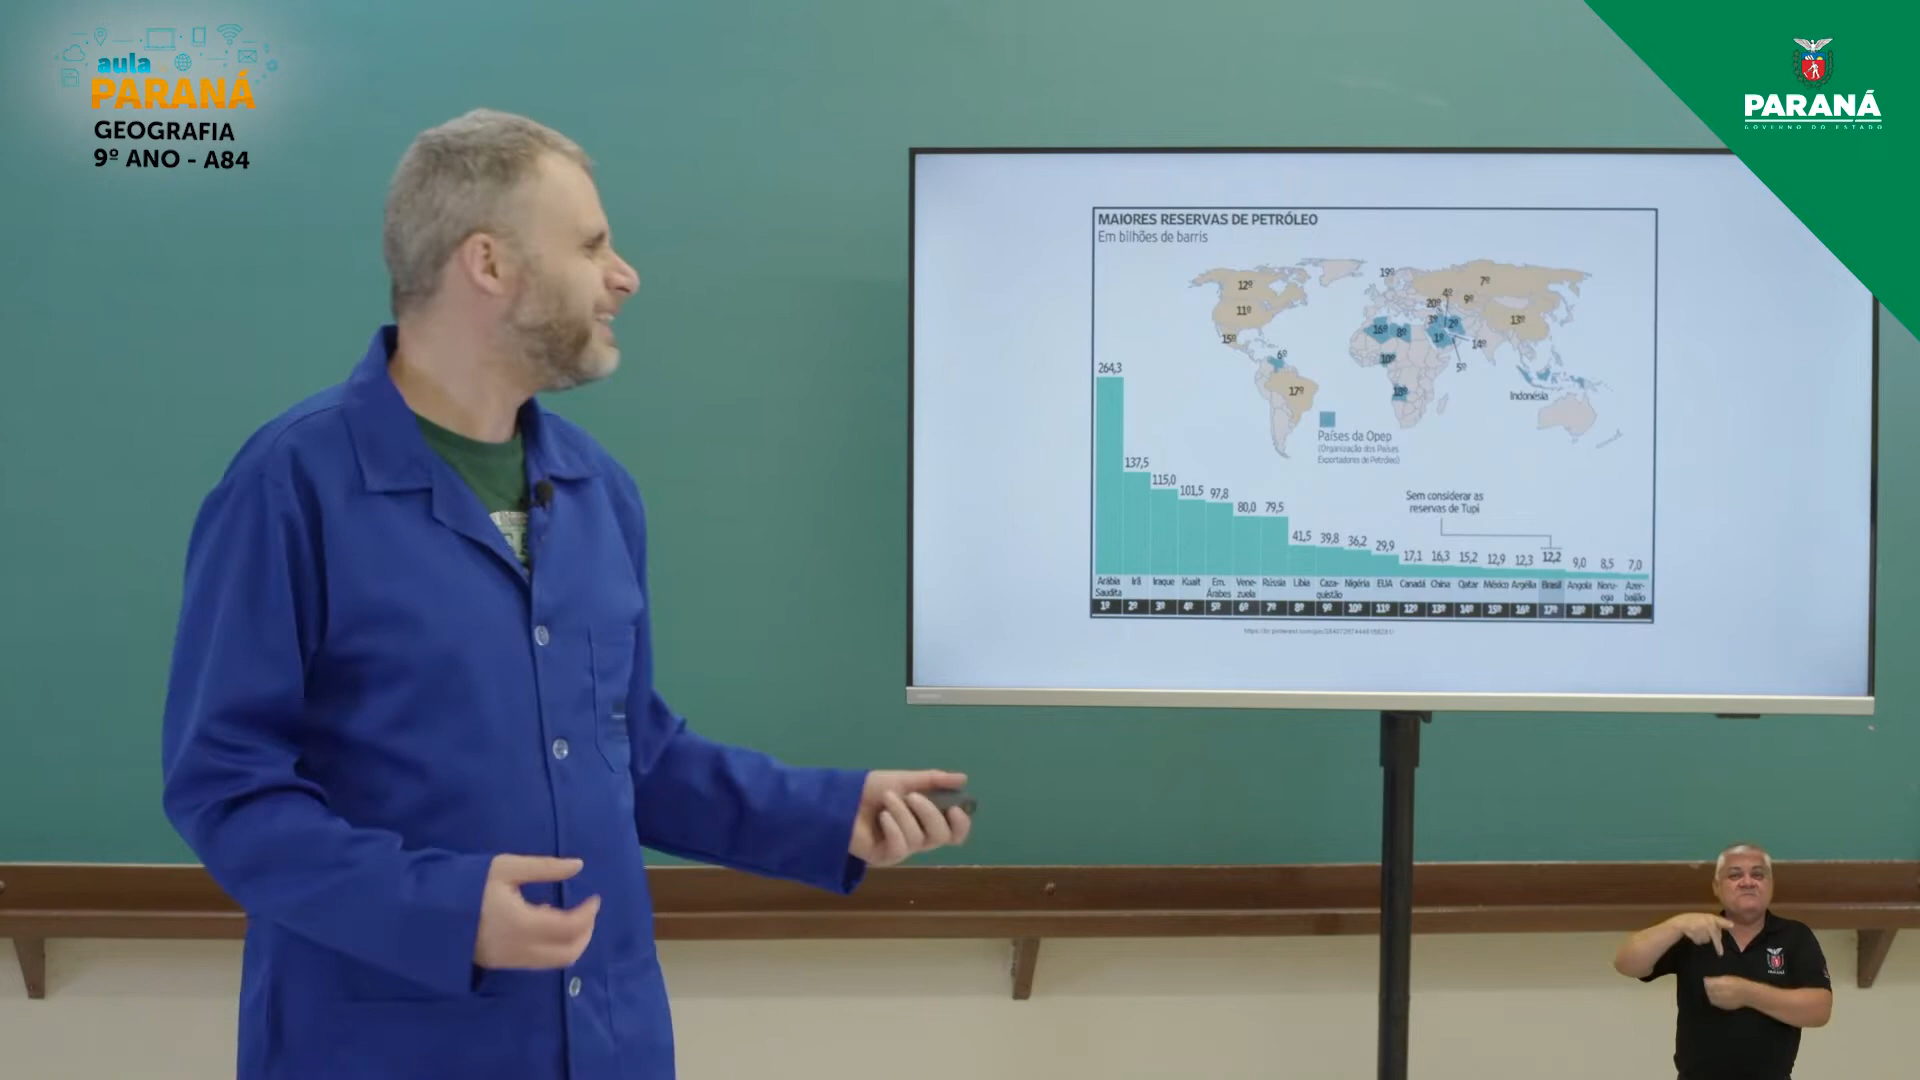 aula
PARANÁ
GEOGRAFIA
9º ANO - A84
PARANÁ
GOVERNO DO ESTADO
MAIORES RESERVAS DE PETRÓLEO
Em bilhões de barris
19º
12º
7º
4º
9º
20º
11º
3º
2º
13º
16º
8º
1º
15º
14º
6º
10º
5º
17º
18º
Indonésia
Países da Opep
(Organização dos Países
Exportadores de Petróleo)
Sem considerar as
reservas de Tupi
264,3 137,5 115,0 101,5 97,8 80,0 79,5 41,5 39,8 36,2 29,9 17,1 16,3 15,2 12,9 12,3 12,2 9,0 8,5 7,0
Arábia Saudita Irã Iraque Kuait Em. Árabes Vene-zuela Rússia Líbia Caza-quistão Nigéria EUA Canadá China Qatar México Argélia Brasil Angola Noru-ega Azer-baijão
1º 2º 3º 4º 5º 6º 7º 8º 9º 10º 11º 12º 13º 14º 15º 16º 17º 18º 19º 20º
PARANÁ